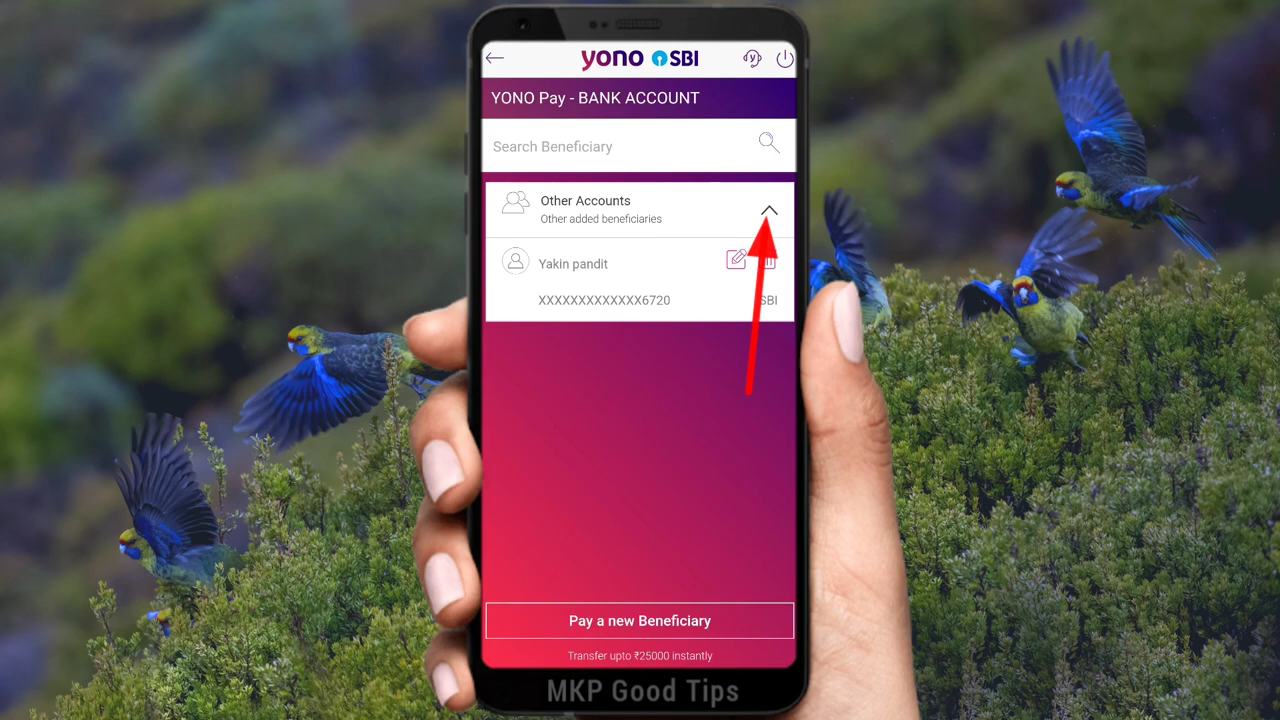 yono SBI
YONO Pay - BANK ACCOUNT
Search Beneficiary
Other Accounts
Other added beneficiaries
Yakin pandit
XXXXXXXXXXXXX6720 SBI
Pay a new Beneficiary
Transfer upto ₹25000 instantly
MKP Good Tips